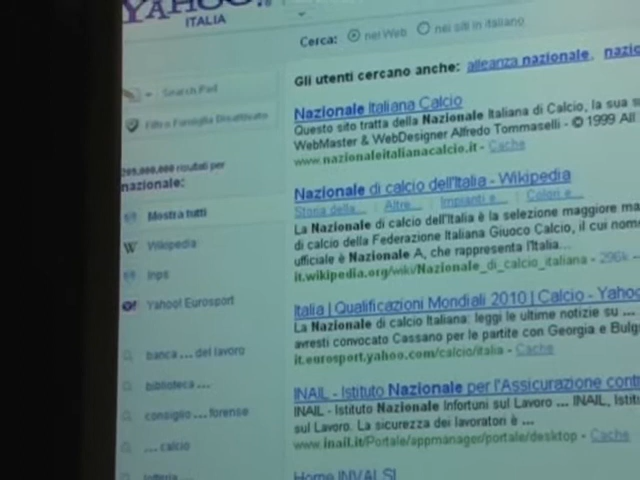 YAHOO!®
ITALIA
Cerca: nel Web nei siti in italiano
Gli utenti cercano anche: alleanza nazionale, nazio
Search Pad
Filtro Famiglia Disattivato
risultati per
nazionale:
Mostra tutti
Wikipedia
Inps
Yahoo! Eurosport
banca ... del lavoro
biblioteca ...
consiglio ... forense
... calcio
lotteria
Nazionale Italiana Calcio
Questo sito tratta della Nazionale Italiana di Calcio, la sua s
WebMaster & WebDesigner Alfredo Tommaselli - © 1999 All
www.nazionaleitalianacalcio.it - Cache
Nazionale di calcio dell'Italia - Wikipedia
Storia della... Altre... Impianti e... Colori e...
La Nazionale di calcio dell'Italia è la selezione maggiore ma
di calcio della Federazione Italiana Giuoco Calcio, il cui nome
ufficiale è Nazionale A, che rappresenta l'Italia...
it.wikipedia.org/wiki/Nazionale_di_calcio_italiana - 296k -
Italia | Qualificazioni Mondiali 2010 | Calcio - Yahoo
La Nazionale di calcio Italiana: leggi le ultime notizie su ...
avresti convocato Cassano per le partite con Georgia e Bulg
it.eurosport.yahoo.com/calcio/italia - Cache
INAIL - Istituto Nazionale per l'Assicurazione contr
INAIL - Istituto Nazionale Infortuni sul Lavoro ... INAIL, Istitu
sul Lavoro. La sicurezza dei lavoratori è ...
www.inail.it/Portale/appmanager/portale/desktop - Cache
Home INVALSI